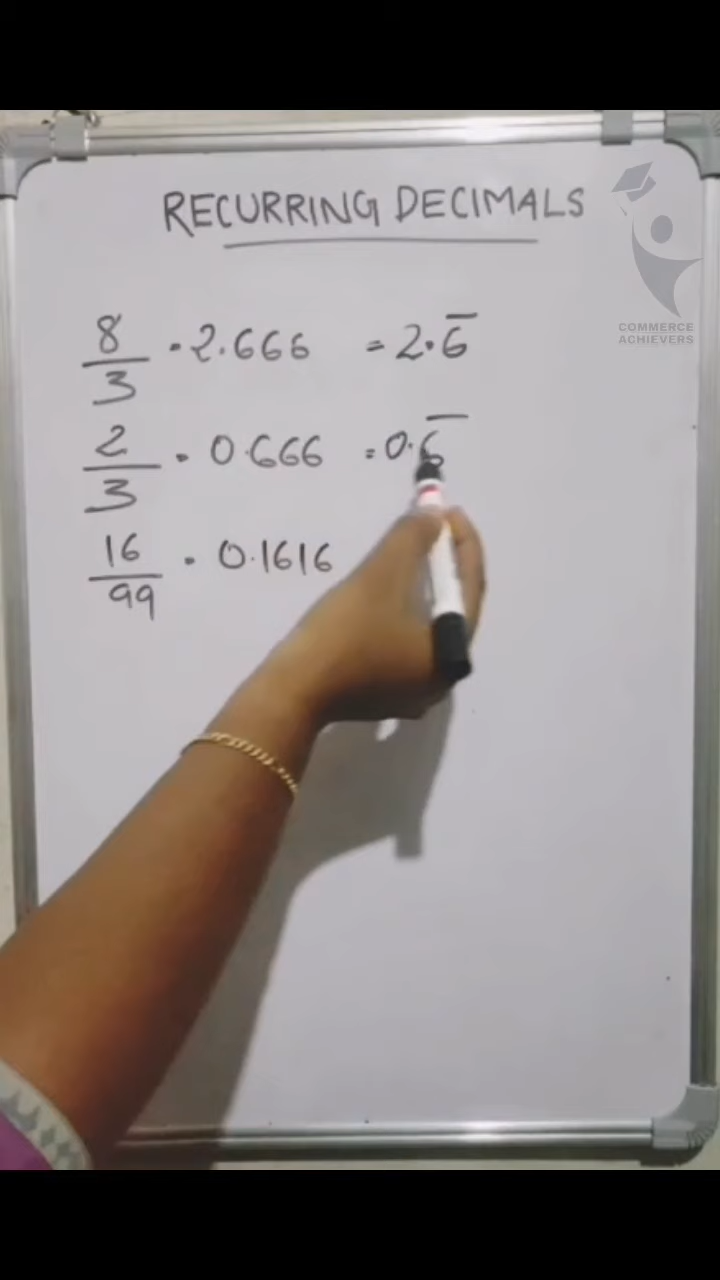 RECURRING DECIMALS
COMMERCE
ACHIEVERS
8/3 = 2.666 = 2.6̅
2/3 = 0.666 = 0.6̅
16/99 = 0.1616